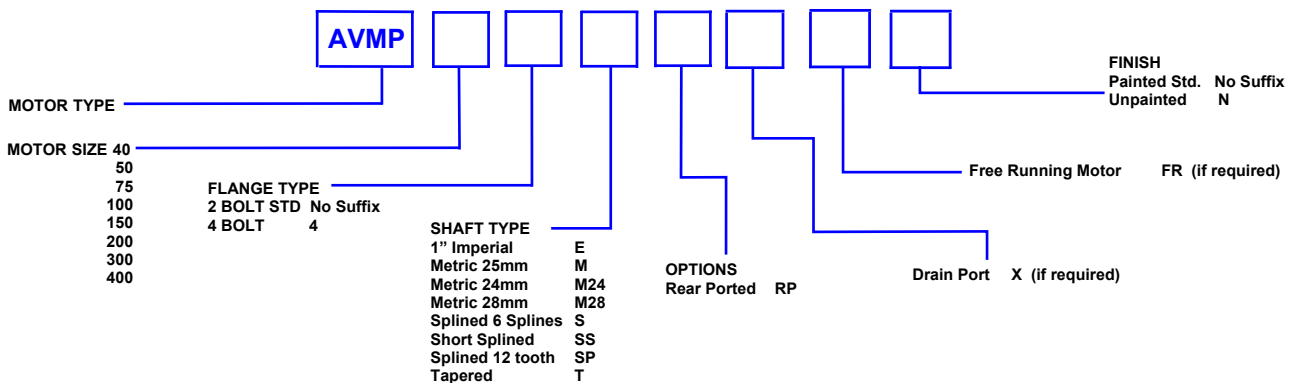 AVMP
FINISH
Painted Std. No Suffix
Unpainted N
MOTOR TYPE
MOTOR SIZE 40
50
75
100
150
200
300
400
FLANGE TYPE
2 BOLT STD No Suffix
4 BOLT 4
SHAFT TYPE
1” Imperial E
Metric 25mm M
Metric 24mm M24
Metric 28mm M28
Splined 6 Splines S
Short Splined SS
Splined 12 tooth SP
Tapered T
OPTIONS
Rear Ported RP
Drain Port X (if required)
Free Running Motor FR (if required)